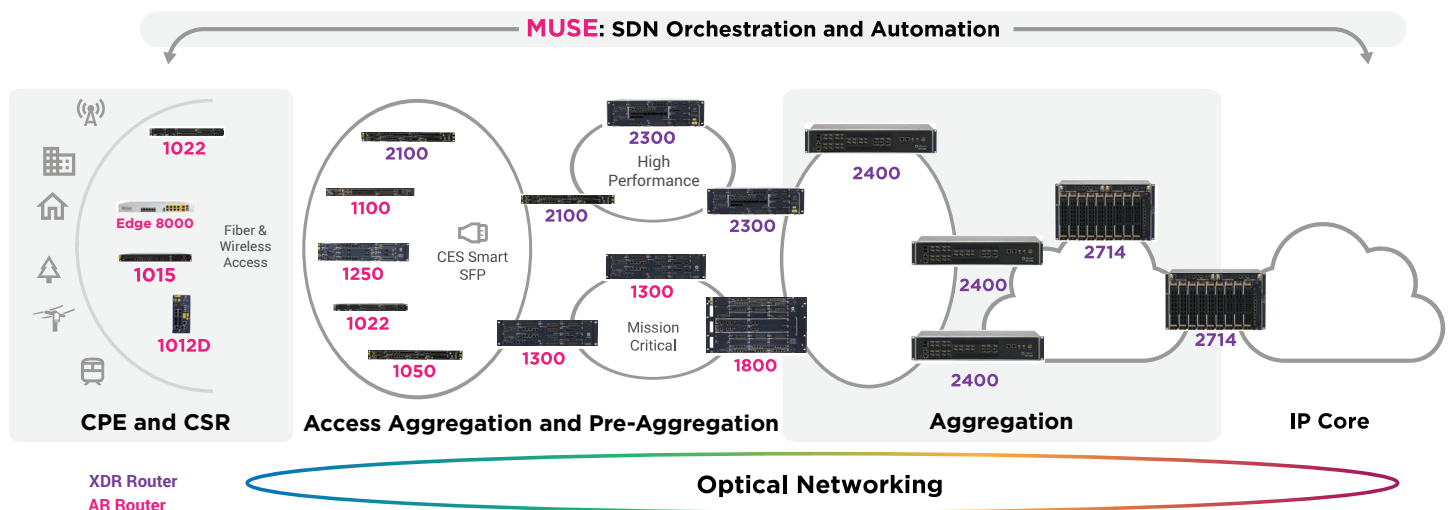 MUSE: SDN Orchestration and Automation
1022
Edge 8000
1015
1012D
Fiber &
Wireless
Access
CPE and CSR
2100
1100
1250
1022
1050
CES Smart
SFP
2100
1300
2300
High
Performance
2300
1300
Mission
Critical
1800
Access Aggregation and Pre-Aggregation
2400
2400
2400
2714
2714
Aggregation
IP Core
XDR Router
AR Router
Optical Networking